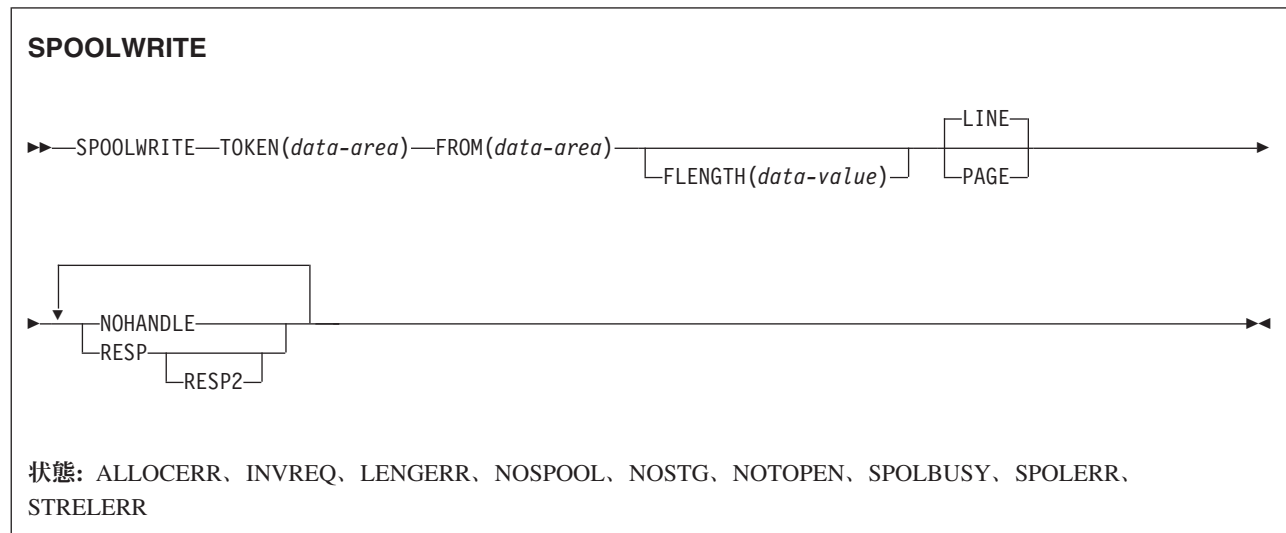 SPOOLWRITE
SPOOLWRITE TOKEN(data-area) FROM(data-area) LINE
FLENGTH(data-value) PAGE
NOHANDLE
RESP
RESP2
状態: ALLOCERR、INVREQ、LENGERR、NOSPOOL、NOSTG、NOTOPEN、SPOLBUSY、SPOLERR、
STRELERR